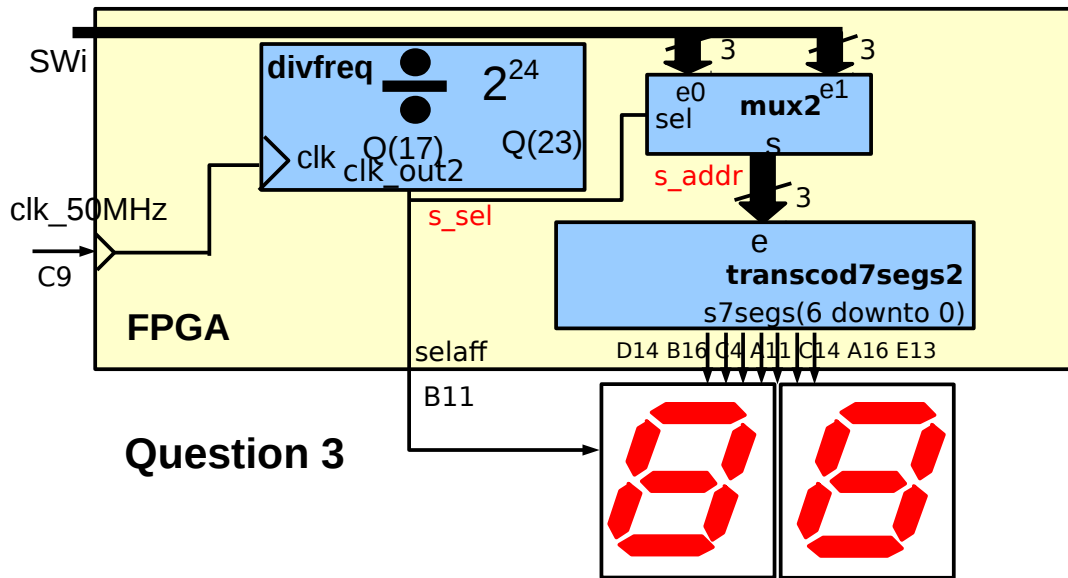 SWi
divfreq
2^24
3
3
e0
e1
mux2
sel
s
clk
Q(17)
Q(23)
clk_out2
s_addr
3
clk_50MHz
s_sel
C9
e
transcod7segs2
s7segs(6 downto 0)
FPGA
selaff
D14 B16 C4 A11 C14 A16 E13
B11
Question 3